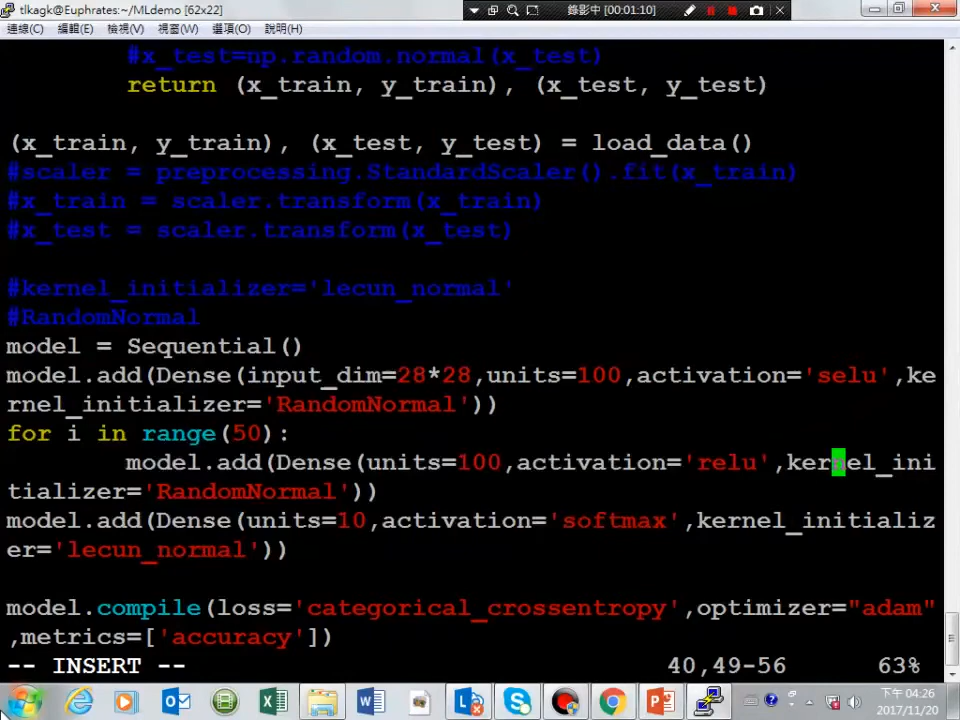 tlkagk@Euphrates:~/MLdemo [62x22]
錄影中 [00:01:10]
連線(C) 編輯(E) 檢視(V) 視窗(W) 選項(O) 說明(H)
#x_test=np.random.normal(x_test)
return (x_train, y_train), (x_test, y_test)
(x_train, y_train), (x_test, y_test) = load_data()
#scaler = preprocessing.StandardScaler().fit(x_train)
#x_train = scaler.transform(x_train)
#x_test = scaler.transform(x_test)
#kernel_initializer='lecun_normal'
#RandomNormal
model = Sequential()
model.add(Dense(input_dim=28*28,units=100,activation='selu',ke
rnel_initializer='RandomNormal'))
for i in range(50):
model.add(Dense(units=100,activation='relu',kernel_ini
tializer='RandomNormal'))
model.add(Dense(units=10,activation='softmax',kernel_initializ
er='lecun_normal'))
model.compile(loss='categorical_crossentropy',optimizer="adam"
,metrics=['accuracy'])
-- INSERT -- 40,49-56 63%
下午 04:26
2017/11/20